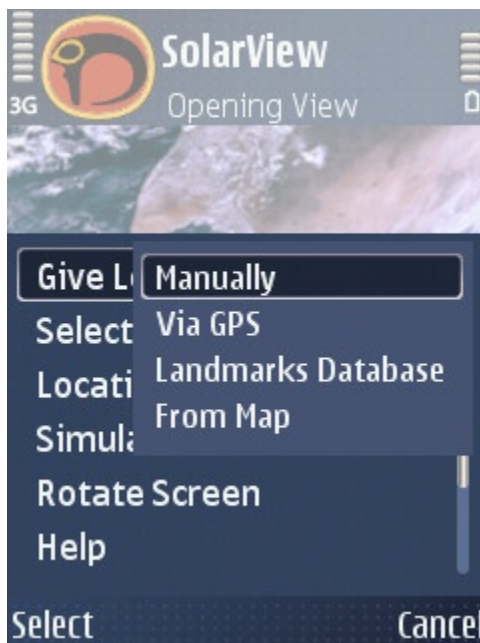 SolarView
3G
Opening View
Give L
Manually
Select
Via GPS
Locati
Landmarks Database
Simula
From Map
Rotate Screen
Help
Select
Cancel